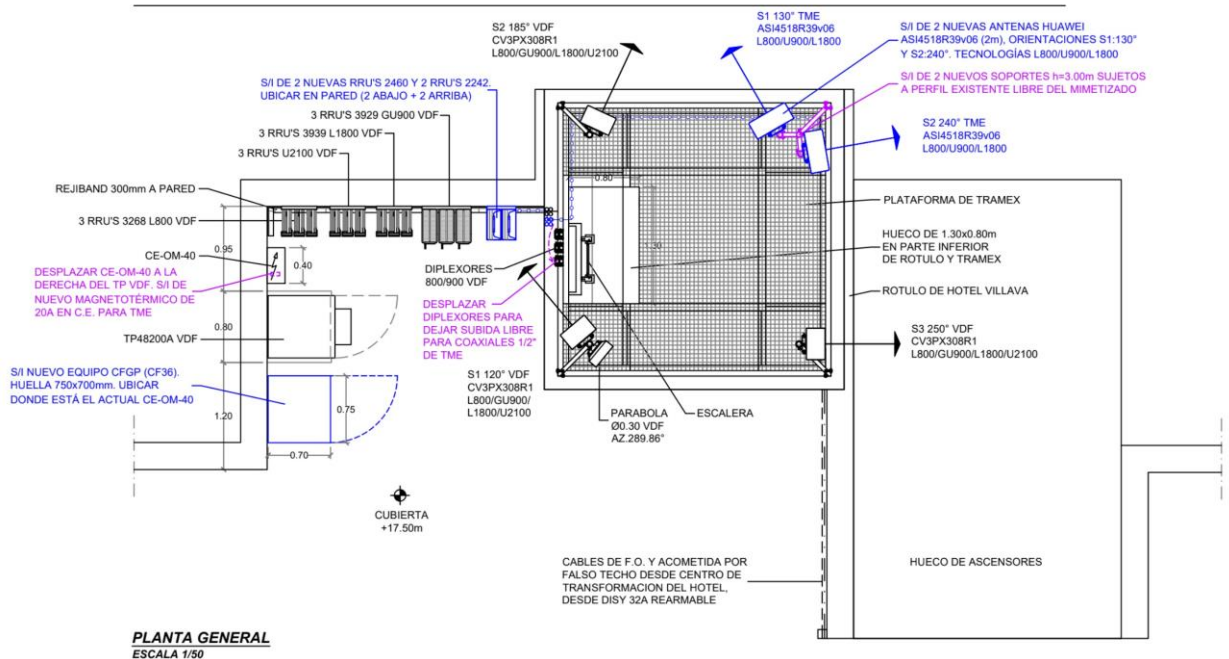 S2 185° VDF
CV3PX308R1
L800/GU900/L1800/U2100
S1 130° TME
ASI4518R39v06
L800/U900/L1800
S/I DE 2 NUEVAS ANTENAS HUAWEI
ASI4518R39v06 (2m), ORIENTACIONES S1:130°
Y S2:240°. TECNOLOGÍAS L800/U900/L1800
S/I DE 2 NUEVOS SOPORTES h=3.00m SUJETOS
A PERFIL EXISTENTE LIBRE DEL MIMETIZADO
S2 240° TME
ASI4518R39v06
L800/U900/L1800
S/I DE 2 NUEVAS RRU'S 2460 Y 2 RRU'S 2242.
UBICAR EN PARED (2 ABAJO + 2 ARRIBA)
3 RRU'S 3929 GU900 VDF
3 RRU'S 3939 L1800 VDF
3 RRU'S U2100 VDF
REJIBAND 300mm A PARED
3 RRU'S 3268 L800 VDF
CE-OM-40
DESPLAZAR CE-OM-40 A LA
DERECHA DEL TP VDF. S/I DE
NUEVO MAGNETOTÉRMICO DE
20A EN C.E. PARA TME
TP48200A VDF
S/I NUEVO EQUIPO CFGP (CF36).
HUELLA 750x700mm. UBICAR
DONDE ESTÁ EL ACTUAL CE-OM-40
0.95
0.40
0.80
1.20
0.75
0.70
DIPLEXORES
800/900 VDF
DESPLAZAR
DIPLEXORES PARA
DEJAR SUBIDA LIBRE
PARA COAXIALES 1/2"
DE TME
0.80
1.30
PLATAFORMA DE TRAMEX
HUECO DE 1.30x0.80m
EN PARTE INFERIOR
DE ROTULO Y TRAMEX
ROTULO DE HOTEL VILLAVA
S3 250° VDF
CV3PX308R1
L800/GU900/L1800/U2100
S1 120° VDF
CV3PX308R1
L800/GU900/
L1800/U2100
PARABOLA
Ø0.30 VDF
AZ.289.86°
ESCALERA
CUBIERTA
+17.50m
CABLES DE F.O. Y ACOMETIDA POR
FALSO TECHO DESDE CENTRO DE
TRANSFORMACION DEL HOTEL,
DESDE DISY 32A REARMABLE
HUECO DE ASCENSORES
PLANTA GENERAL
ESCALA 1/50